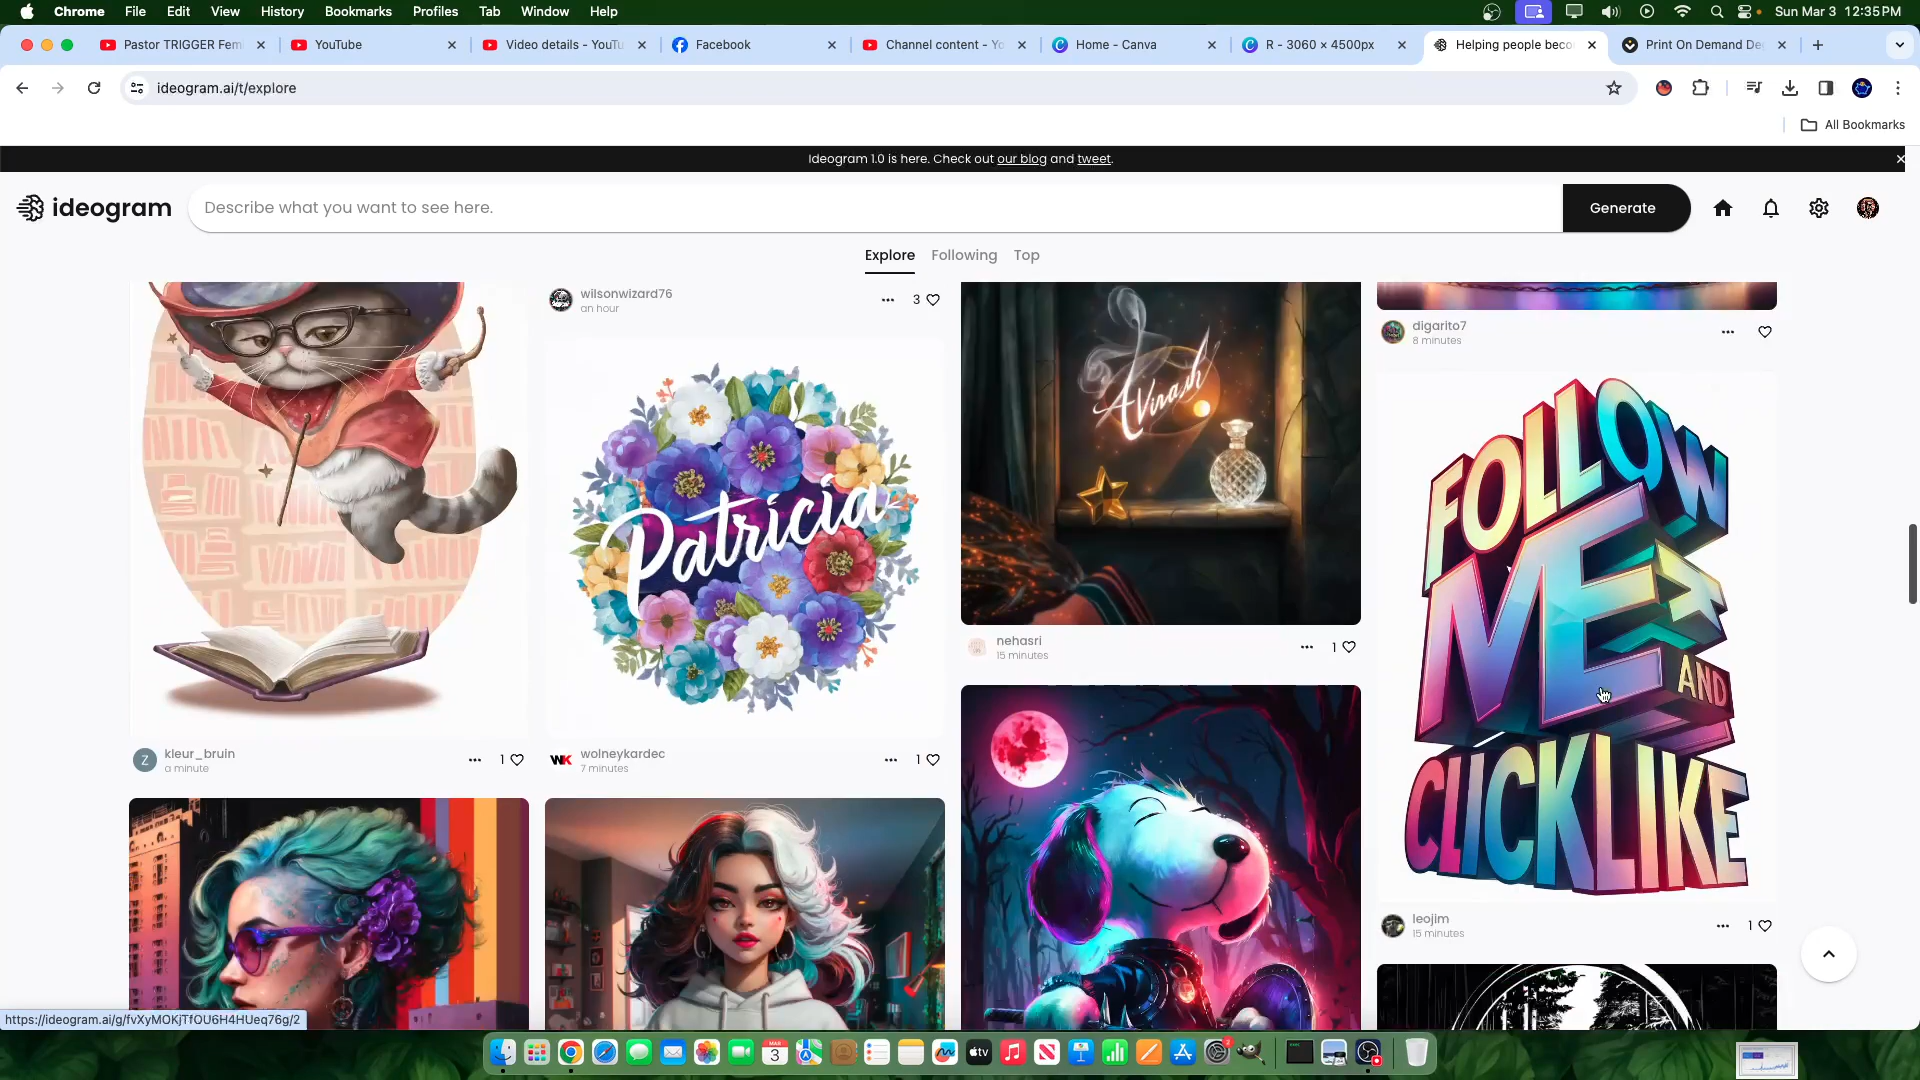 Chrome File Edit View History Bookmarks Profiles Tab Window Help
Sun Mar 3 12:35 PM
Pastor TRIGGER Fem
YouTube
Video details - YouTu
Facebook
Channel content - Yo
Home - Canva
R - 3060 × 4500px
Helping people beco
Print On Demand De
ideogram.ai/t/explore
All Bookmarks
Ideogram 1.0 is here. Check out our blog and tweet.
ideogram
Describe what you want to see here.
Generate
Explore Following Top
wilsonwizard76
an hour
3
digarito7
8 minutes
Patricia
Avinash
FOLLOW
ME
AND
CLICK LIKE
nehasri
15 minutes
1
Z
kleur_bruin
a minute
1
WK
wolneykardec
7 minutes
1
leojim
15 minutes
1
https://ideogram.ai/g/fvXyMOKjTfOU6H4HUeq76g/2
MAR
3
tv